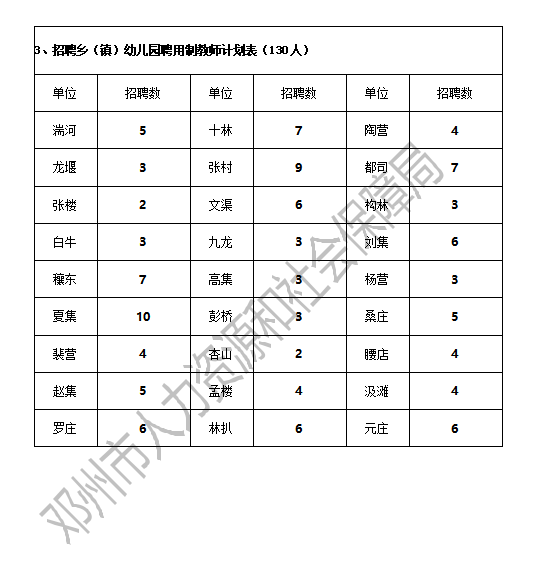 3、招聘乡（镇）幼儿园聘用制教师计划表（130人）
单位 招聘数 单位 招聘数 单位 招聘数
湍河 5 十林 7 陶营 4
龙堰 3 张村 9 都司 7
张楼 2 文渠 6 构林 3
白牛 3 九龙 3 刘集 6
穰东 7 高集 3 杨营 3
夏集 10 彭桥 3 桑庄 5
裴营 4 杏山 2 腰店 4
赵集 5 孟楼 4 汲滩 4
罗庄 6 林扒 6 元庄 6
邓州市人力资源和社会保障局